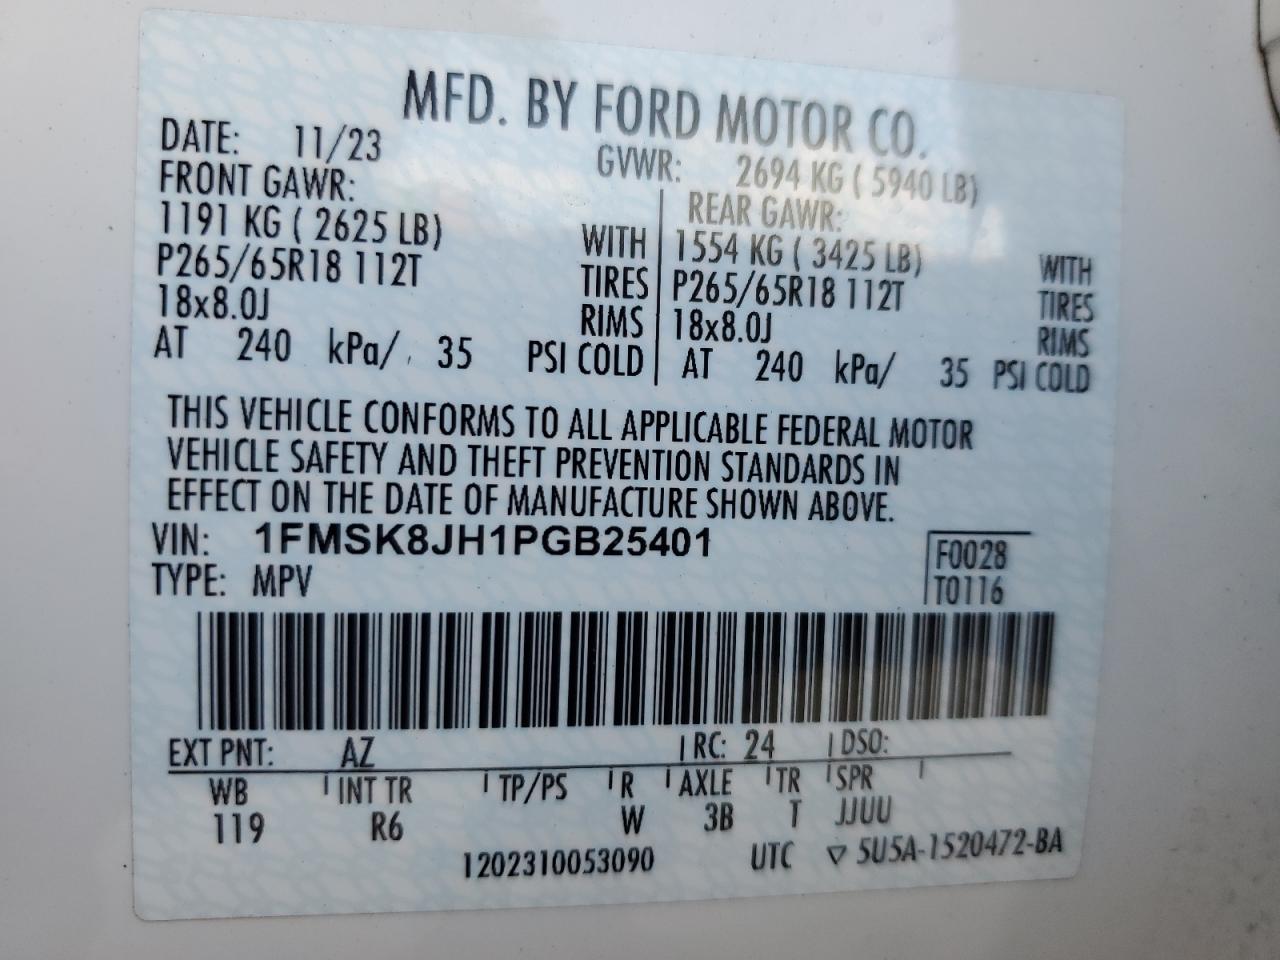 MFD. BY FORD MOTOR CO.
DATE: 11/23 GVWR: 2694 KG ( 5940 LB)
FRONT GAWR: REAR GAWR:
1191 KG ( 2625 LB) WITH 1554 KG ( 3425 LB) WITH
P265/65R18 112T TIRES P265/65R18 112T TIRES
18x8.0J RIMS 18x8.0J RIMS
AT 240 kPa/ 35 PSI COLD AT 240 kPa/ 35 PSI COLD
THIS VEHICLE CONFORMS TO ALL APPLICABLE FEDERAL MOTOR
VEHICLE SAFETY AND THEFT PREVENTION STANDARDS IN
EFFECT ON THE DATE OF MANUFACTURE SHOWN ABOVE.
VIN: 1FMSK8JH1PGB25401 F0028
TYPE: MPV T0116
EXT PNT: AZ RC: 24 DSO:
WB INT TR TP/PS R AXLE TR SPR
119 R6 W 3B T JJUU
1202310053090 UTC ▽ 5U5A-1520472-BA